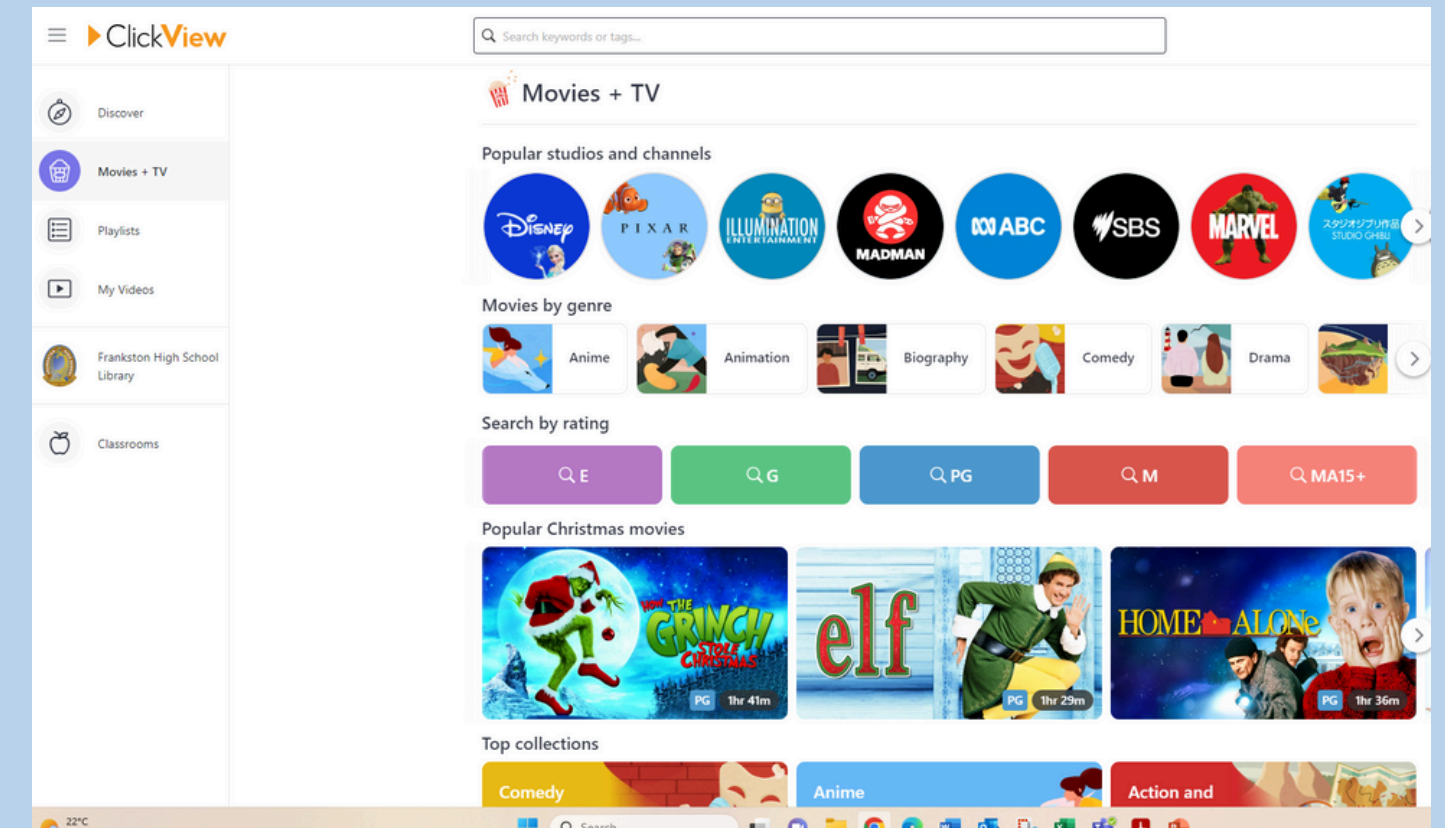 ClickView
Search keywords or tags...
Discover
Movies + TV
Playlists
My Videos
Frankston High School
Library
Classrooms
Movies + TV
Popular studios and channels
Disney
PIXAR
ILLUMINATION
ENTERTAINMENT
MADMAN
ABC
SBS
MARVEL
スタジオジブリ作品
STUDIO GHIBLI
Movies by genre
Anime
Animation
Biography
Comedy
Drama
Search by rating
E
G
PG
M
MA15+
Popular Christmas movies
HOW THE
GRINCH
STOLE
CHRISTMAS
PG 1hr 41m
elf
PG 1hr 29m
HOME ALONe
PG 1hr 36m
Top collections
Comedy
Anime
Action and
22°C
Search